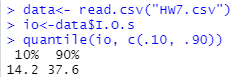 > data<- read.csv("HW7.csv")
> io<-data$I.O.s
> quantile(io, c(.10, .90))
 10%  90%
14.2 37.6